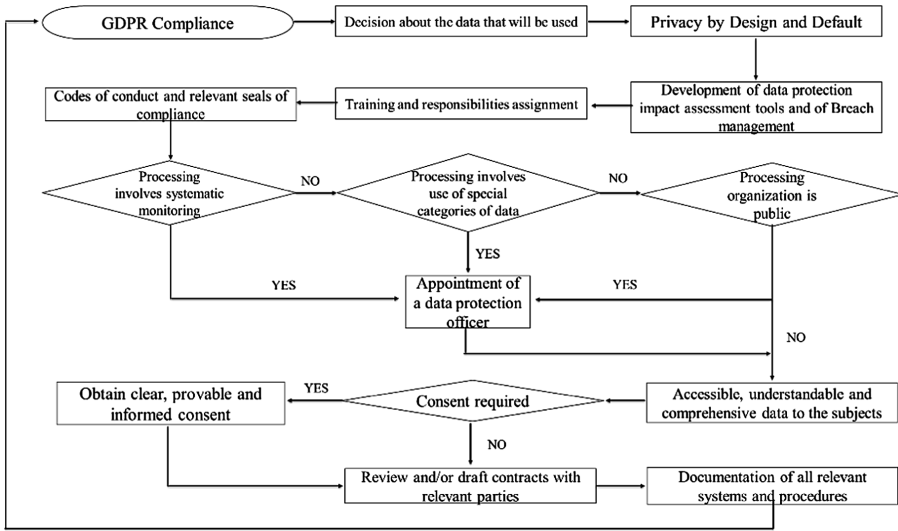 GDPR Compliance
Decision about the data that will be used
Privacy by Design and Default
Development of data protection
impact assessment tools and of Breach
management
Training and responsibilities assignment
Codes of conduct and relevant seals of
compliance
Processing
involves systematic
monitoring
NO
Processing involves
use of special
categories of data
NO
Processing
organization is
public
YES
YES
YES
Appointment of
a data protection
officer
NO
Accessible, understandable and
comprehensive data to the subjects
Consent required
YES
Obtain clear, provable and
informed consent
NO
Review and/or draft contracts with
relevant parties
Documentation of all relevant
systems and procedures